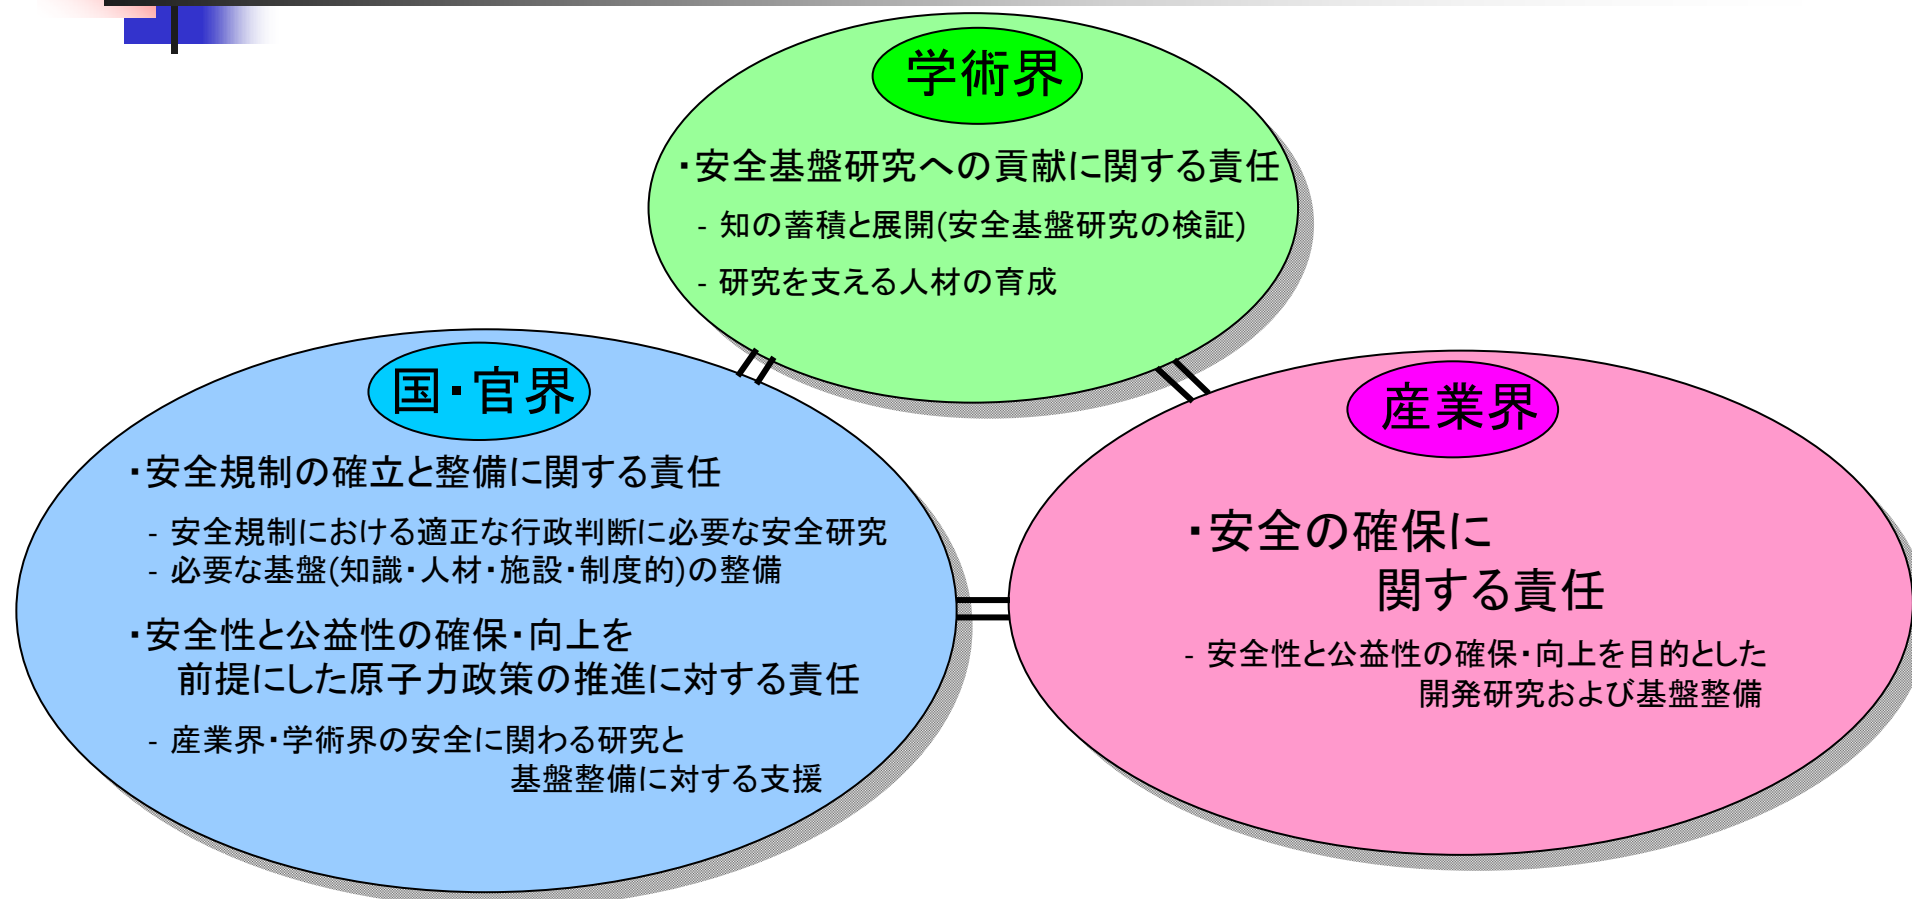 学術界
・安全基盤研究への貢献に関する責任
- 知の蓄積と展開(安全基盤研究の検証)
- 研究を支える人材の育成
国・官界
・安全規制の確立と整備に関する責任
- 安全規制における適正な行政判断に必要な安全研究
- 必要な基盤(知識・人材・施設・制度的)の整備
・安全性と公益性の確保・向上を
前提にした原子力政策の推進に対する責任
- 産業界・学術界の安全に関わる研究と
基盤整備に対する支援
産業界
・安全の確保に
関する責任
- 安全性と公益性の確保・向上を目的とした
開発研究および基盤整備